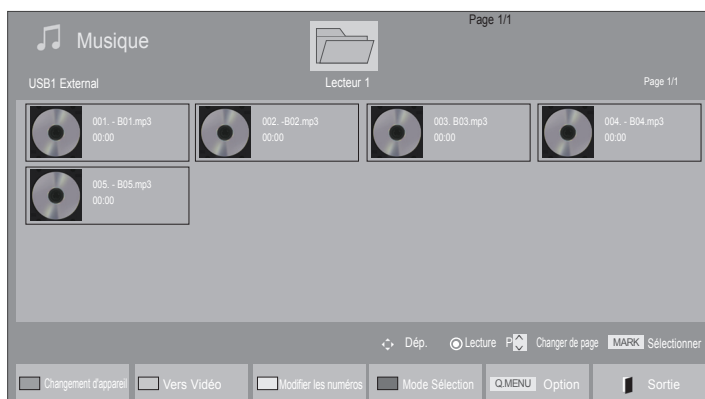 Page 1/1
Musique
USB1 External
Lecteur 1
Page 1/1
001. - B01.mp3
00:00
002. -B02.mp3
00:00
003. B03.mp3
00:00
004. - B04.mp3
00:00
005. - B05.mp3
00:00
Dép. Lecture P Changer de page MARK Sélectionner
Changement d'appareil Vers Vidéo Modifier les numéros Mode Sélection Q.MENU Option Sortie